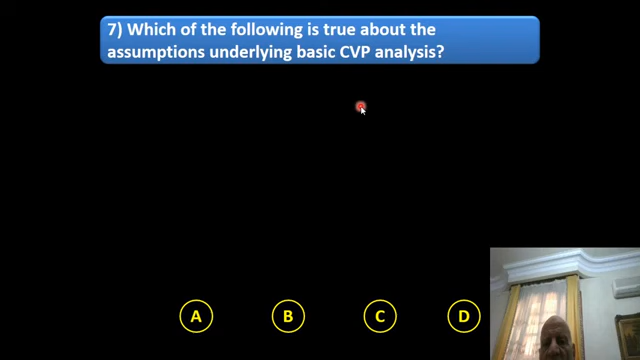 7) Which of the following is true about the
assumptions underlying basic CVP analysis?
A B C D